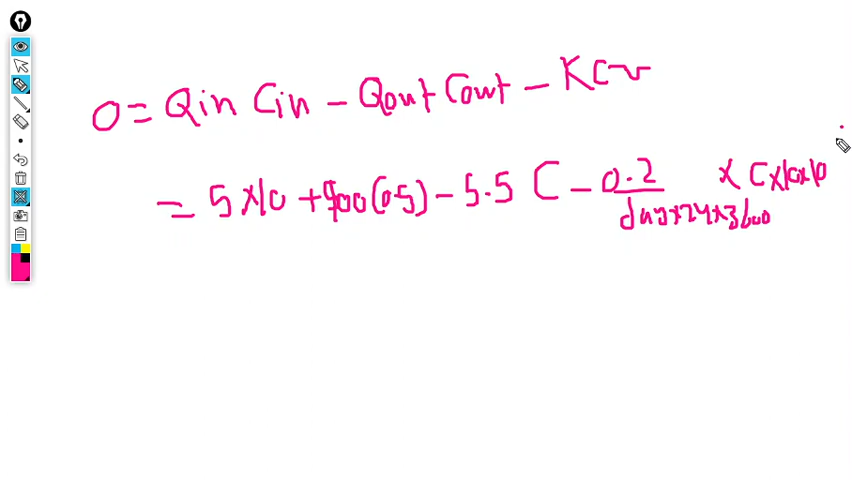 0 = Qin Cin - Qout Cout - KCV
= 5 x 10 + 900 (0.5) - 5.5 C - 0.2 / day x 24 x 3600 x C x 10 x 10